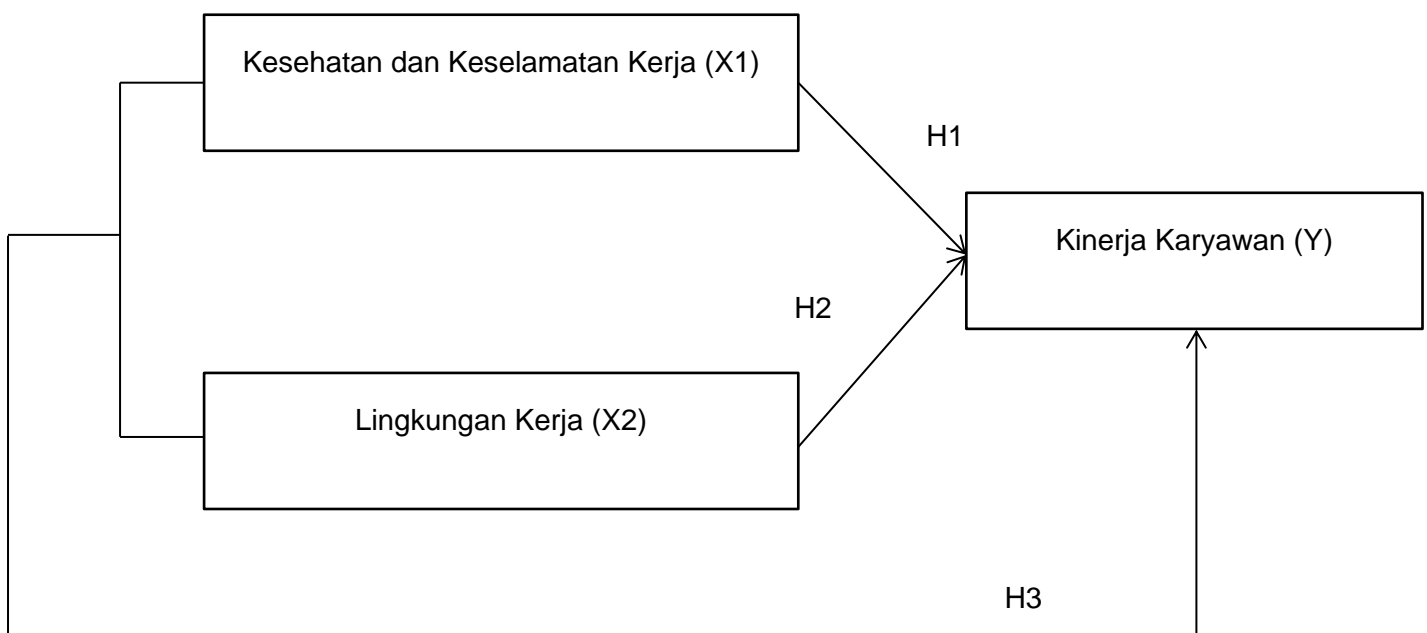 Kesehatan dan Keselamatan Kerja (X1)
H1
Kinerja Karyawan (Y)
H2
Lingkungan Kerja (X2)
H3